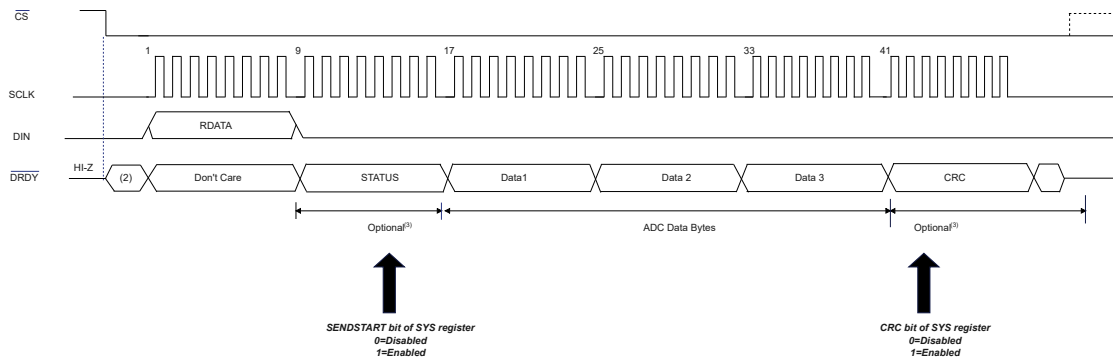 CS
1 9 17 25 33 41
SCLK
DIN RDATA
DRDY HI-Z (2) Don't Care STATUS Data1 Data 2 Data 3 CRC
Optional(3) ADC Data Bytes Optional(3)
SENDSTART bit of SYS register
0=Disabled
1=Enabled
CRC bit of SYS register
0=Disabled
1=Enabled